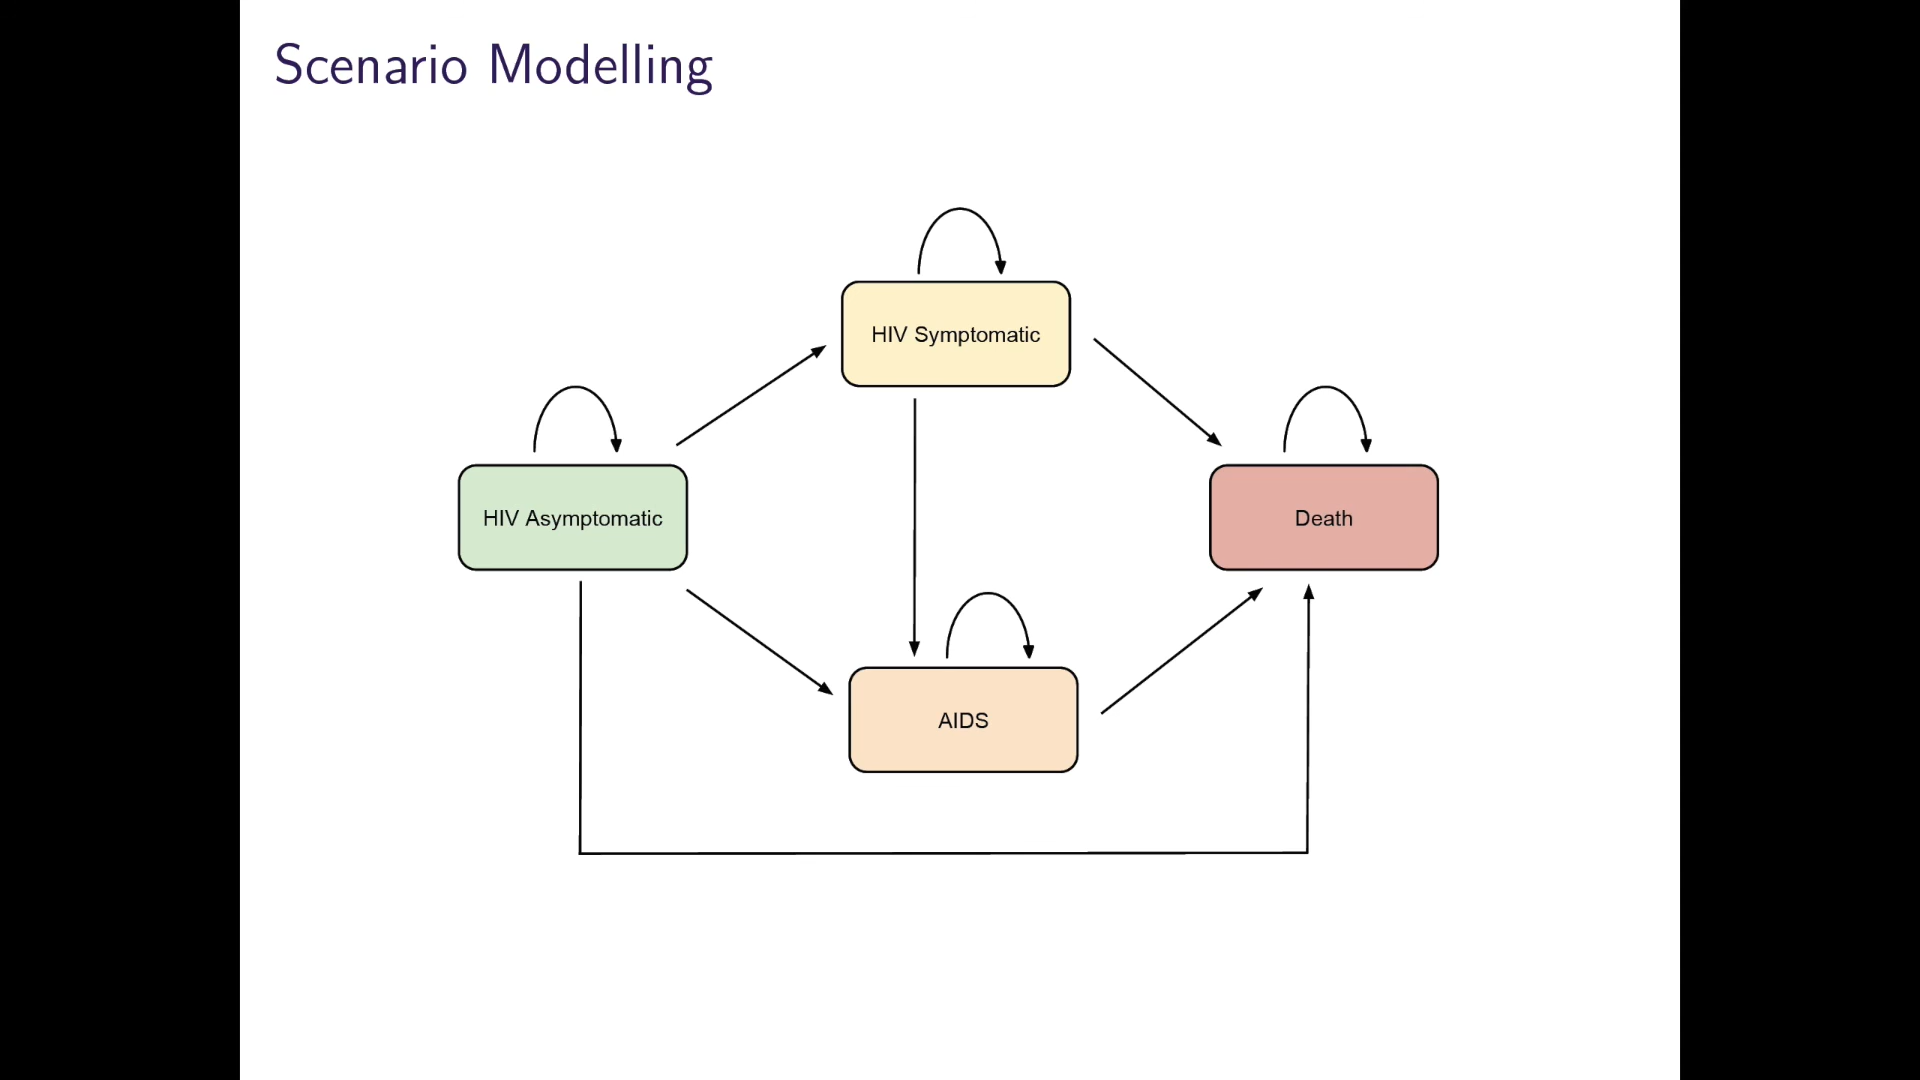 Scenario Modelling
HIV Symptomatic
HIV Asymptomatic
Death
AIDS